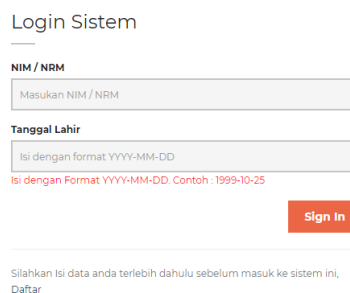 Login Sistem
NIM / NRM
Masukan NIM / NRM
Tanggal Lahir
Isi dengan format YYYY-MM-DD
Isi dengan Format YYYY-MM-DD. Contoh : 1999-10-25
Sign In
Silahkan Isi data anda terlebih dahulu sebelum masuk ke sistem ini,
Daftar